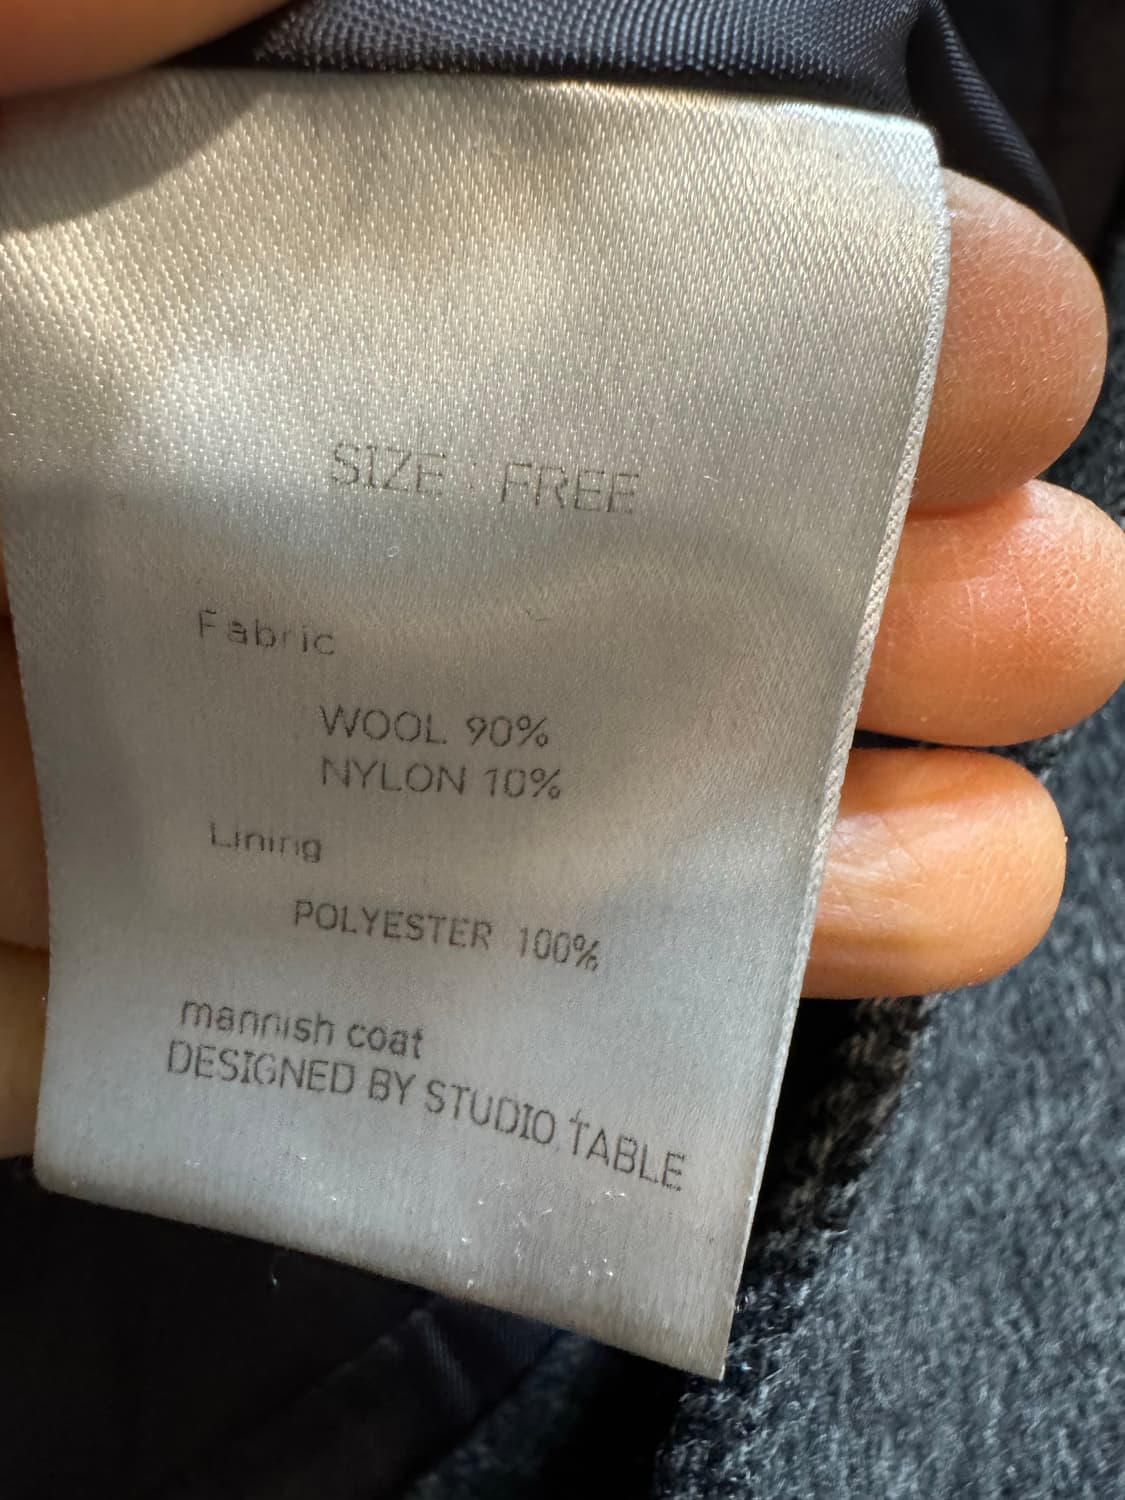 SIZE : FREE
Fabric
WOOL 90%
NYLON 10%
Lining
POLYESTER 100%
mannish coat
DESIGNED BY STUDIO.TABLE